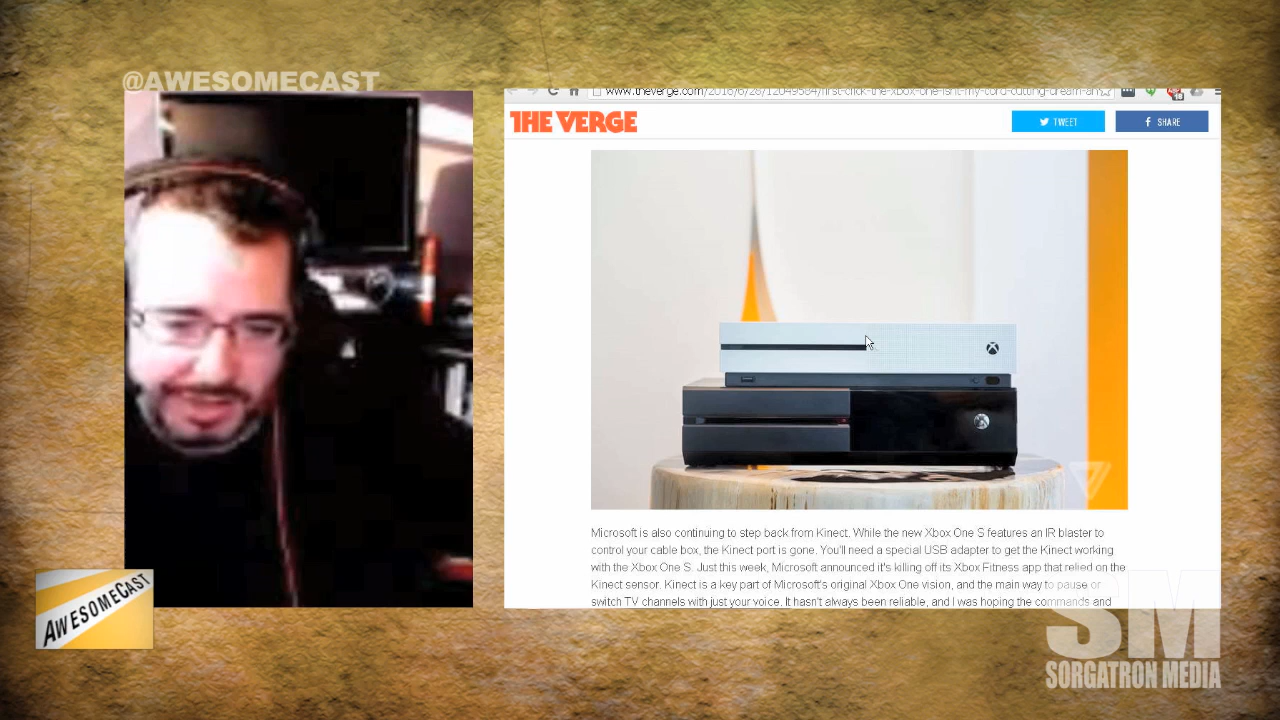 @AWESOMECAST
www.theverge.com/2016/6/28/12049584/first-click-the-xbox-one-isnt-my-cord-cutting-dream-any
THE VERGE
TWEET
SHARE
Microsoft is also continuing to step back from Kinect. While the new Xbox One S features an IR blaster to
control your cable box, the Kinect port is gone. You'll need a special USB adapter to get the Kinect working
with the Xbox One S. Just this week, Microsoft announced it's killing off its Xbox Fitness app that relied on the
Kinect sensor. Kinect is a key part of Microsoft's original Xbox One vision, and the main way to pause or
switch TV channels with just your voice. It hasn't always been reliable, and I was hoping the commands and
AWESOMECAST
SM
SORGATRON MEDIA